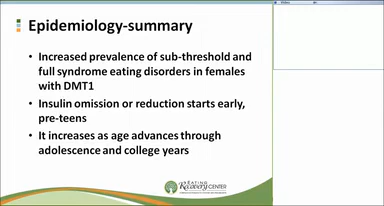 Epidemiology-summary
• Increased prevalence of sub-threshold and
full syndrome eating disorders in females
with DMT1
• Insulin omission or reduction starts early,
pre-teens
• It increases as age advances through
adolescence and college years
EATING
Recovery CENTER